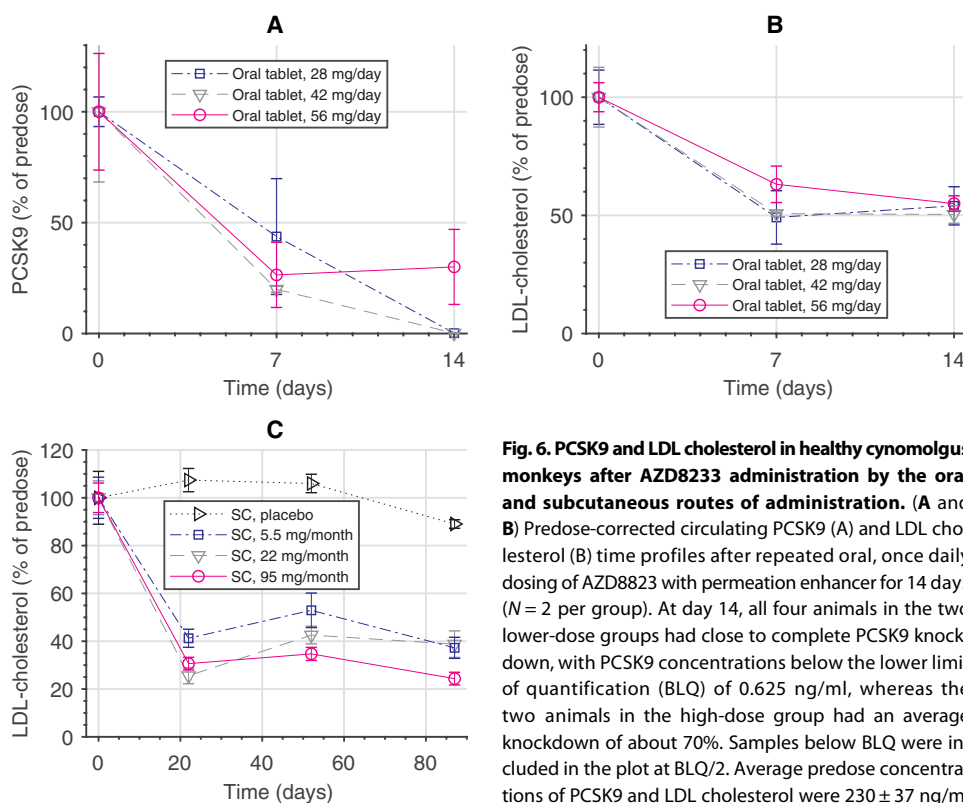 A
PCSK9 (% of predose)
100
50
0
Oral tablet, 28 mg/day
Oral tablet, 42 mg/day
Oral tablet, 56 mg/day
0 7 14
Time (days)
B
LDL-cholesterol (% of predose)
100
50
0
Oral tablet, 28 mg/day
Oral tablet, 42 mg/day
Oral tablet, 56 mg/day
0 7 14
Time (days)
C
LDL-cholesterol (% of predose)
120
100
80
60
40
20
0
SC, placebo
SC, 5.5 mg/month
SC, 22 mg/month
SC, 95 mg/month
0 20 40 60 80
Time (days)
Fig. 6. PCSK9 and LDL cholesterol in healthy cynomolgus
monkeys after AZD8233 administration by the ora
and subcutaneous routes of administration. (A and
B) Predose-corrected circulating PCSK9 (A) and LDL cho
lesterol (B) time profiles after repeated oral, once daily
dosing of AZD8823 with permeation enhancer for 14 day
(N = 2 per group). At day 14, all four animals in the two
lower-dose groups had close to complete PCSK9 knock
down, with PCSK9 concentrations below the lower limi
of quantification (BLQ) of 0.625 ng/ml, whereas the
two animals in the high-dose group had an average
knockdown of about 70%. Samples below BLQ were in
cluded in the plot at BLQ/2. Average predose concentra
tions of PCSK9 and LDL cholesterol were 230 ± 37 ng/m